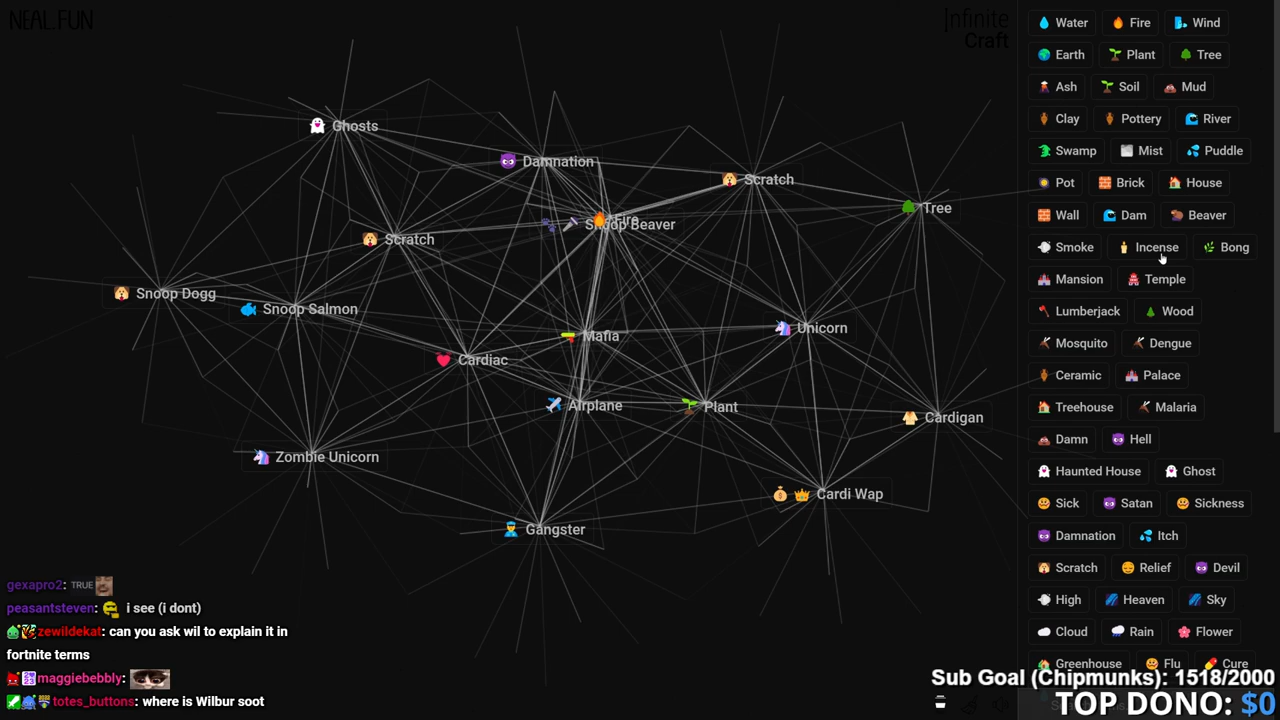 NEAL.FUN
Infinite
Craft
Ghosts
Damnation
Scratch
Tree
Fire
Snoop Beaver
Scratch
Snoop Dogg
Snoop Salmon
Mafia
Unicorn
Cardiac
Airplane
Plant
Cardigan
Zombie Unicorn
Cardi Wap
Gangster
Water Fire Wind
Earth Plant Tree
Ash Soil Mud
Clay Pottery River
Swamp Mist Puddle
Pot Brick House
Wall Dam Beaver
Smoke Incense Bong
Mansion Temple
Lumberjack Wood
Mosquito Dengue
Ceramic Palace
Treehouse Malaria
Damn Hell
Haunted House Ghost
Sick Satan Sickness
Damnation Itch
Scratch Relief Devil
High Heaven Sky
Cloud Rain Flower
Greenhouse Flu Cure
gexapro2: TRUE
peasantsteven: i see (i dont)
zewildekat: can you ask wil to explain it in
fortnite terms
maggiebebbly:
totes_buttons: where is Wilbur soot
Sub Goal (Chipmunks): 1518/2000
TOP DONO: $0